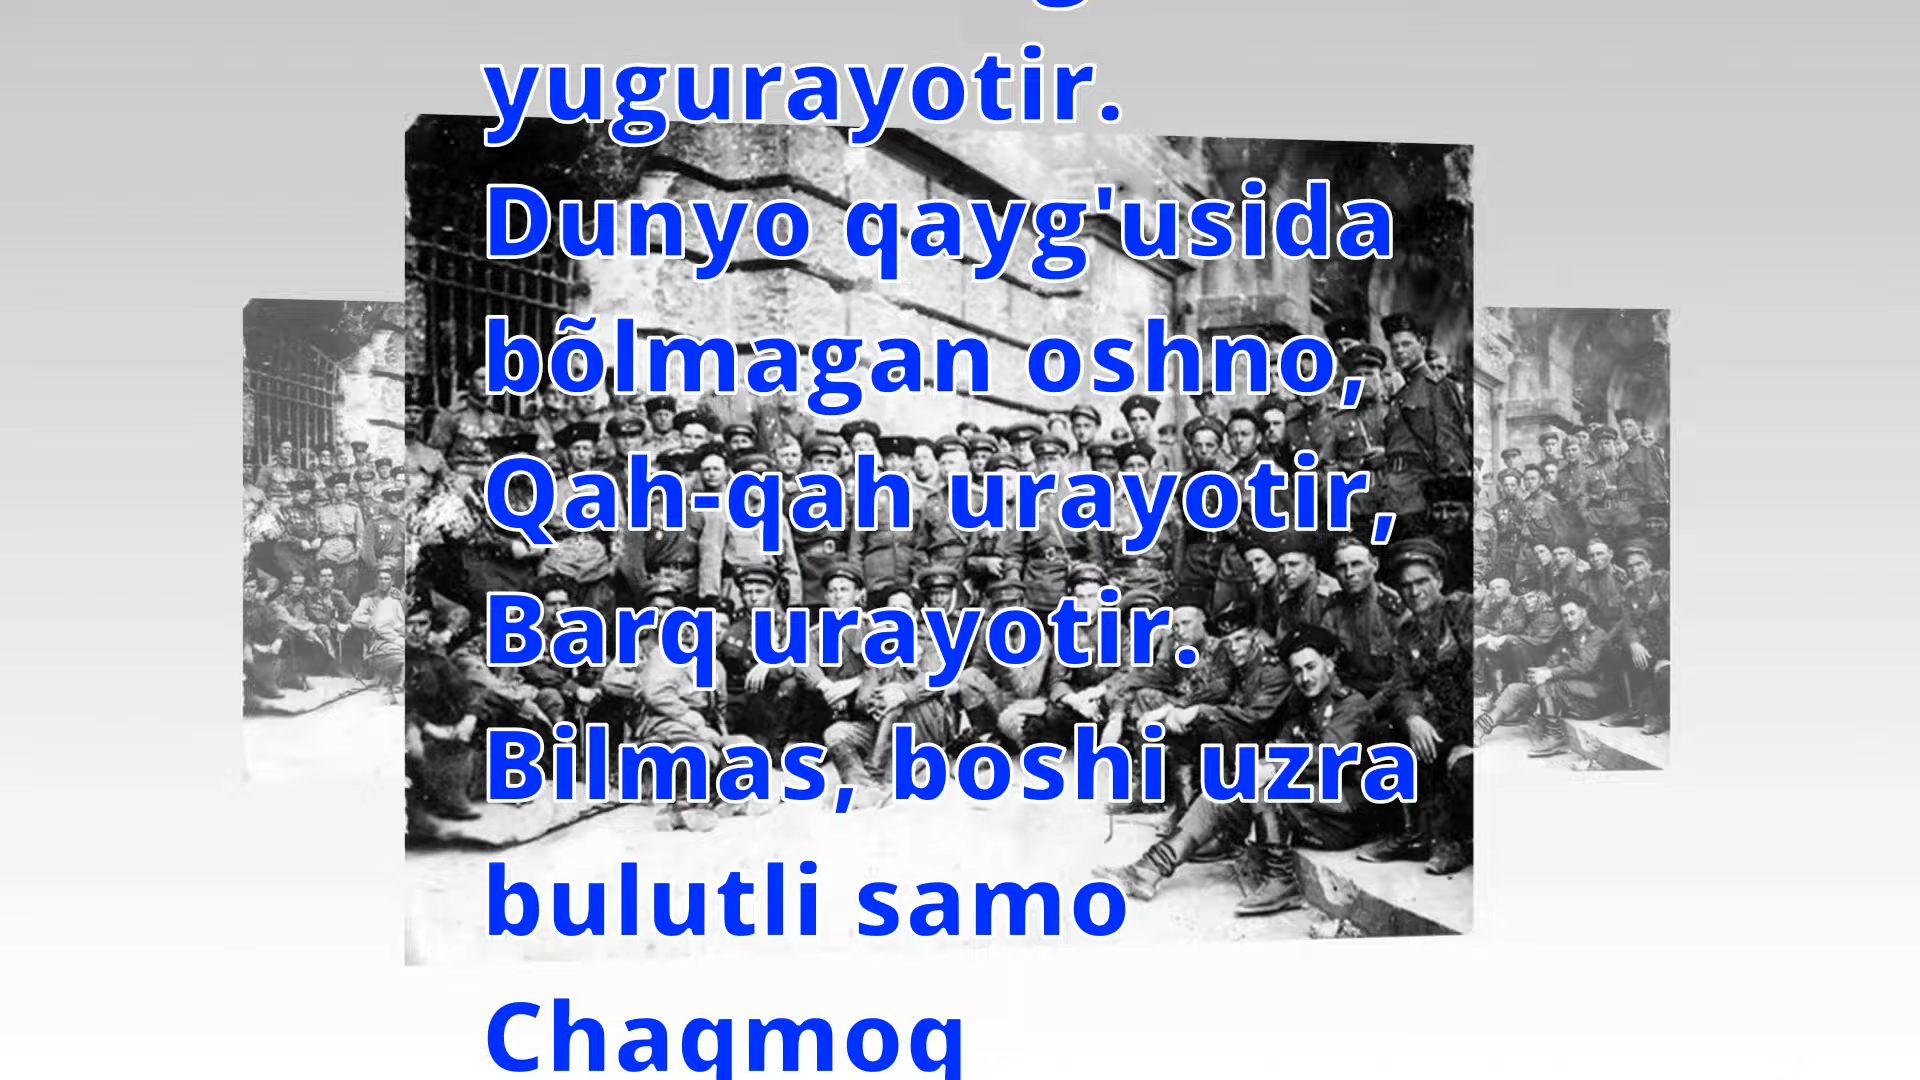 yugurayotir.
Dunyo qayg'usida
bõlmagan oshno,
Qah-qah urayotir,
Barq urayotir.
Bilmas, boshi uzra
bulutli samo
Chaqmoq